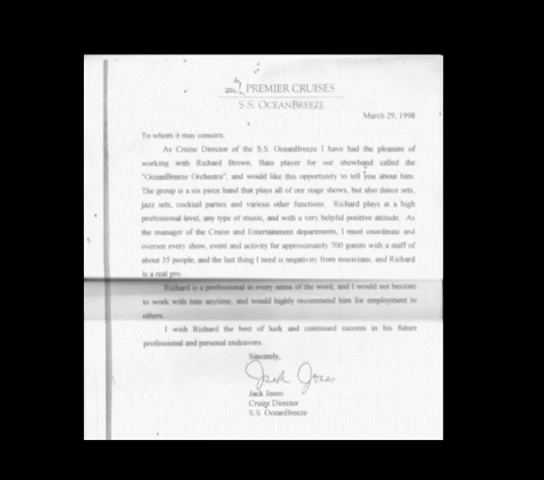 PREMIER CRUISES
S.S. OCEANBREEZE
March 29, 1998
To whom it may concern,
As Cruise Director of the S.S. OceanBreeze I have had the pleasure of
working with Richard Brown, Bass player for our showband called the
"OceanBreeze Orchestra", and would like this opportunity to tell you about him.
The group is a six piece band that plays all of our stage shows, but also dance sets,
jazz sets, cocktail parties and various other functions. Richard plays at a high
professional level, any type of music, and with a very helpful positive attitude. As
the manager of the Cruise and Entertainment departments, I must coordinate and
oversee every show, event and activity for approximately 700 guests with a staff of
about 35 people, and the last thing I need is negativity from musicians, and Richard
is a real pro.
Richard is a professional in every sense of the word, and I would not hesitate
to work with him anytime, and would highly recommend him for employment to
others.
I wish Richard the best of luck and continued success in his future
professional and personal endeavors.
Sincerely,
Jack Jones
Jack Jones
Cruise Director
S.S. OceanBreeze